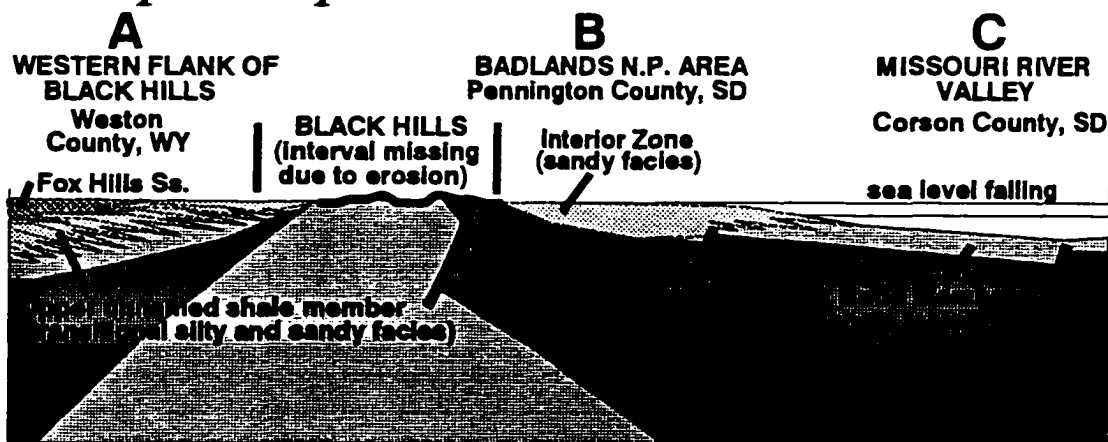 A
WESTERN FLANK OF
BLACK HILLS
Weston
County, WY
BLACK HILLS
(interval missing
due to erosion)
B
BADLANDS N.P. AREA
Pennington County, SD
Interior Zone
(sandy facies)
C
MISSOURI RIVER
VALLEY
Corson County, SD
Fox Hills Ss.
sea level falling
shale member
silty and sandy facies)